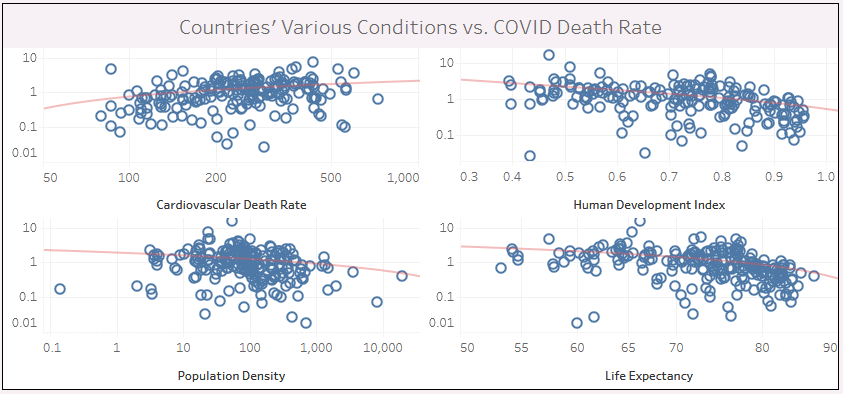 Countries' Various Conditions vs. COVID Death Rate
10
1
0.1
0.01
50 100 200 500 1,000
Cardiovascular Death Rate
10
1
0.1
0.3 0.4 0.5 0.6 0.7 0.8 0.9 1.0
Human Development Index
10
1
0.1
0.01
0.1 1 10 100 1,000 10,000
Population Density
10
1
0.1
0.01
50 55 60 65 70 80 90
Life Expectancy